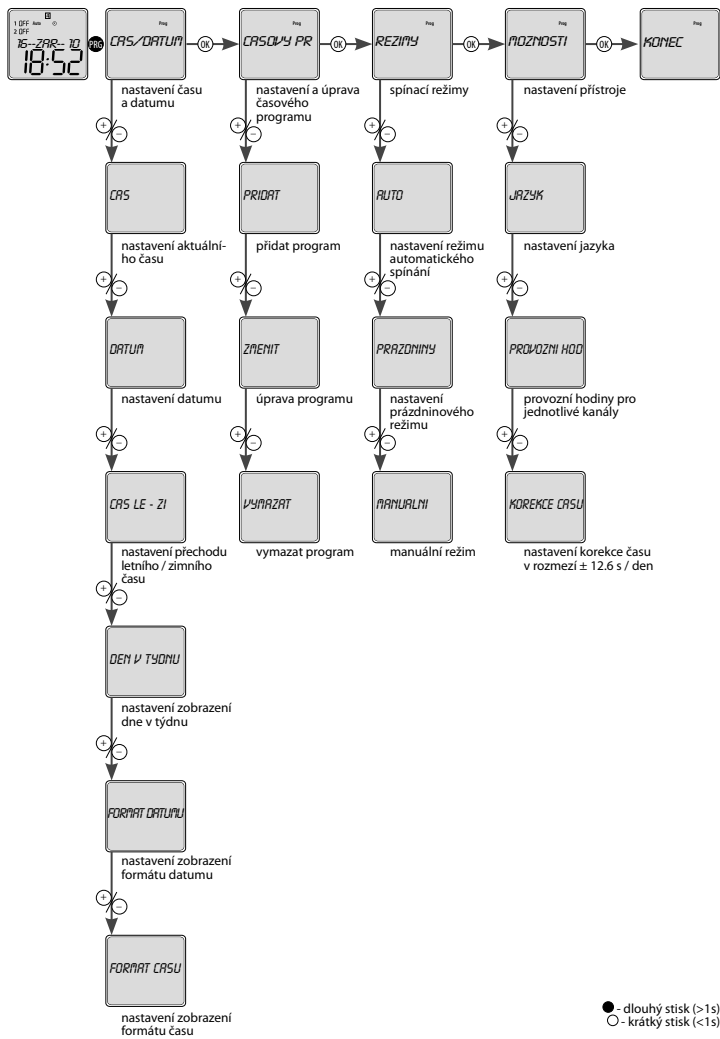 1 OFF Auto
2 OFF
16--ZAR-- 10
18:52
PRG
Prog
CAS/DATUM
OK
Prog
CASOVY PR
OK
Prog
REZIMY
OK
Prog
MOZNOSTI
OK
Prog
KONEC
nastavení času
a datumu
nastavení a úprava
časového
programu
spínací režimy
nastavení přístroje
+
−
+
−
+
−
+
−
CAS
PRIDAT
AUTO
JAZYK
nastavení aktuální-
ho času
přidat program
nastavení režimu
automatického
spínání
nastavení jazyka
+
−
+
−
+
−
+
−
DATUM
ZMENIT
PRAZDNINY
PROVOZNI HOD
nastavení datumu
úprava programu
nastavení
prázdninového
režimu
provozní hodiny pro
jednotlivé kanály
+
−
+
−
+
−
+
−
CAS LE - ZI
VYMAZAT
MANUALNI
KOREKCE CASU
nastavení přechodu
letního / zimního
času
vymazat program
manuální režim
nastavení korekce času
v rozmezí ± 12.6 s / den
+
−
DEN V TYDNU
nastavení zobrazení
dne v týdnu
+
−
FORMAT DATUMU
nastavení zobrazení
formátu datumu
+
−
FORMAT CASU
nastavení zobrazení
formátu času
- dlouhý stisk (>1s)
- krátký stisk (<1s)